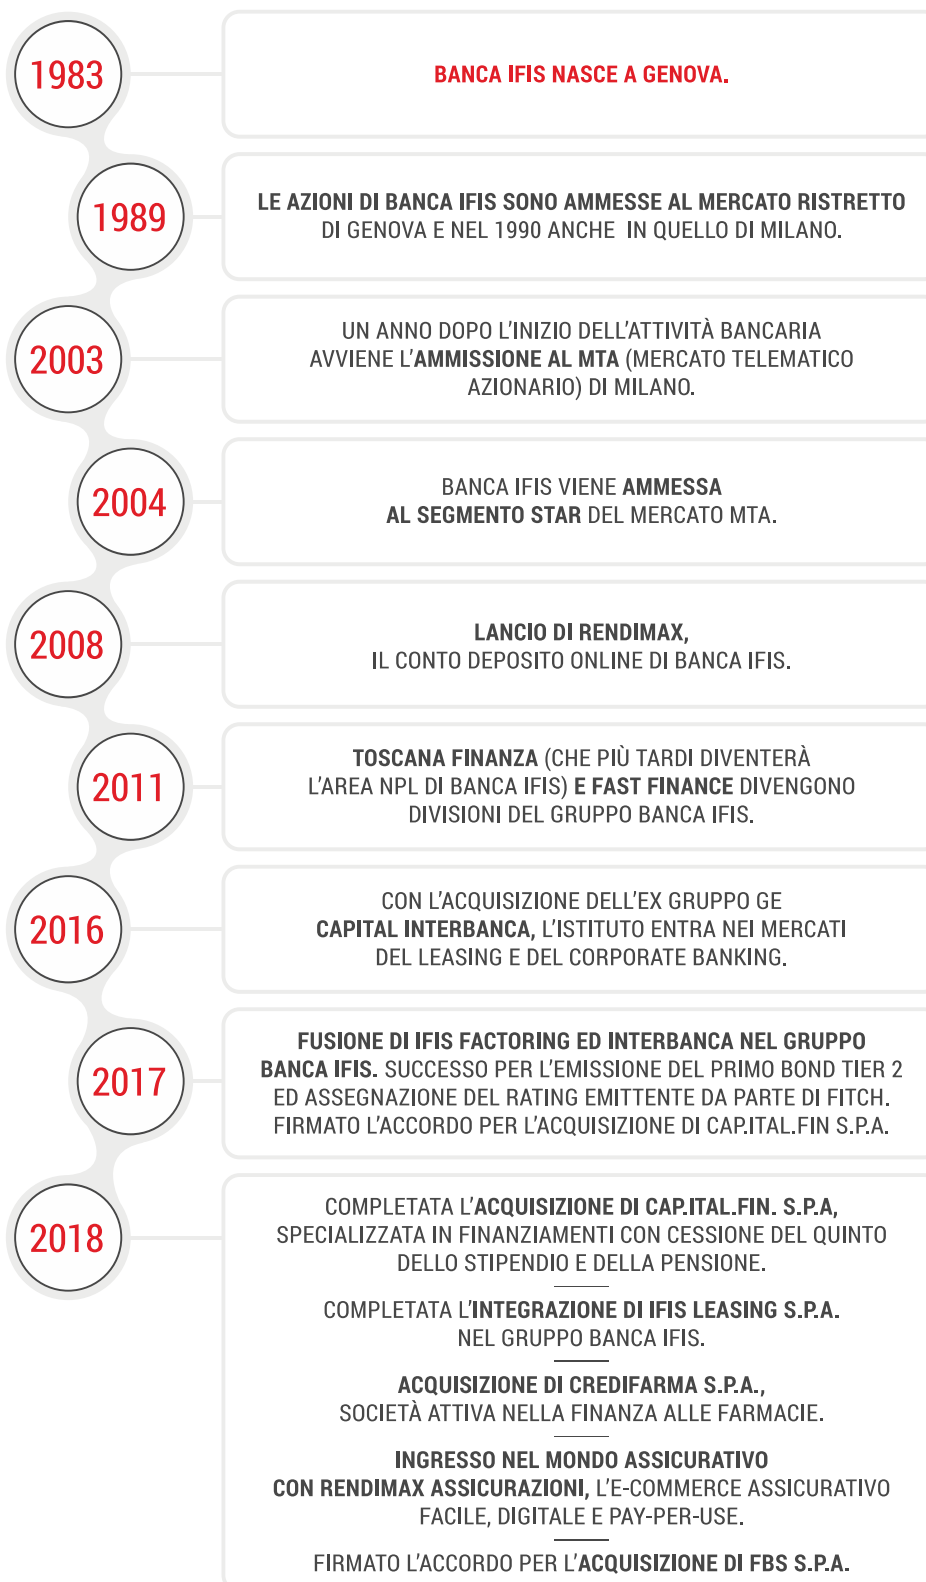 1983
BANCA IFIS NASCE A GENOVA.
1989
LE AZIONI DI BANCA IFIS SONO AMMESSE AL MERCATO RISTRETTO
DI GENOVA E NEL 1990 ANCHE IN QUELLO DI MILANO.
2003
UN ANNO DOPO L'INIZIO DELL'ATTIVITÀ BANCARIA
AVVIENE L'AMMISSIONE AL MTA (MERCATO TELEMATICO
AZIONARIO) DI MILANO.
2004
BANCA IFIS VIENE AMMESSA
AL SEGMENTO STAR DEL MERCATO MTA.
2008
LANCIO DI RENDIMAX,
IL CONTO DEPOSITO ONLINE DI BANCA IFIS.
2011
TOSCANA FINANZA (CHE PIÙ TARDI DIVENTERÀ
L'AREA NPL DI BANCA IFIS) E FAST FINANCE DIVENGONO
DIVISIONI DEL GRUPPO BANCA IFIS.
2016
CON L'ACQUISIZIONE DELL'EX GRUPPO GE
CAPITAL INTERBANCA, L'ISTITUTO ENTRA NEI MERCATI
DEL LEASING E DEL CORPORATE BANKING.
2017
FUSIONE DI IFIS FACTORING ED INTERBANCA NEL GRUPPO
BANCA IFIS. SUCCESSO PER L'EMISSIONE DEL PRIMO BOND TIER 2
ED ASSEGNAZIONE DEL RATING EMITTENTE DA PARTE DI FITCH.
FIRMATO L'ACCORDO PER L'ACQUISIZIONE DI CAP.ITAL.FIN S.P.A.
2018
COMPLETATA L'ACQUISIZIONE DI CAP.ITAL.FIN. S.P.A,
SPECIALIZZATA IN FINANZIAMENTI CON CESSIONE DEL QUINTO
DELLO STIPENDIO E DELLA PENSIONE.
COMPLETATA L'INTEGRAZIONE DI IFIS LEASING S.P.A.
NEL GRUPPO BANCA IFIS.
ACQUISIZIONE DI CREDIFARMA S.P.A.,
SOCIETÀ ATTIVA NELLA FINANZA ALLE FARMACIE.
INGRESSO NEL MONDO ASSICURATIVO
CON RENDIMAX ASSICURAZIONI, L'E-COMMERCE ASSICURATIVO
FACILE, DIGITALE E PAY-PER-USE.
FIRMATO L'ACCORDO PER L'ACQUISIZIONE DI FBS S.P.A.